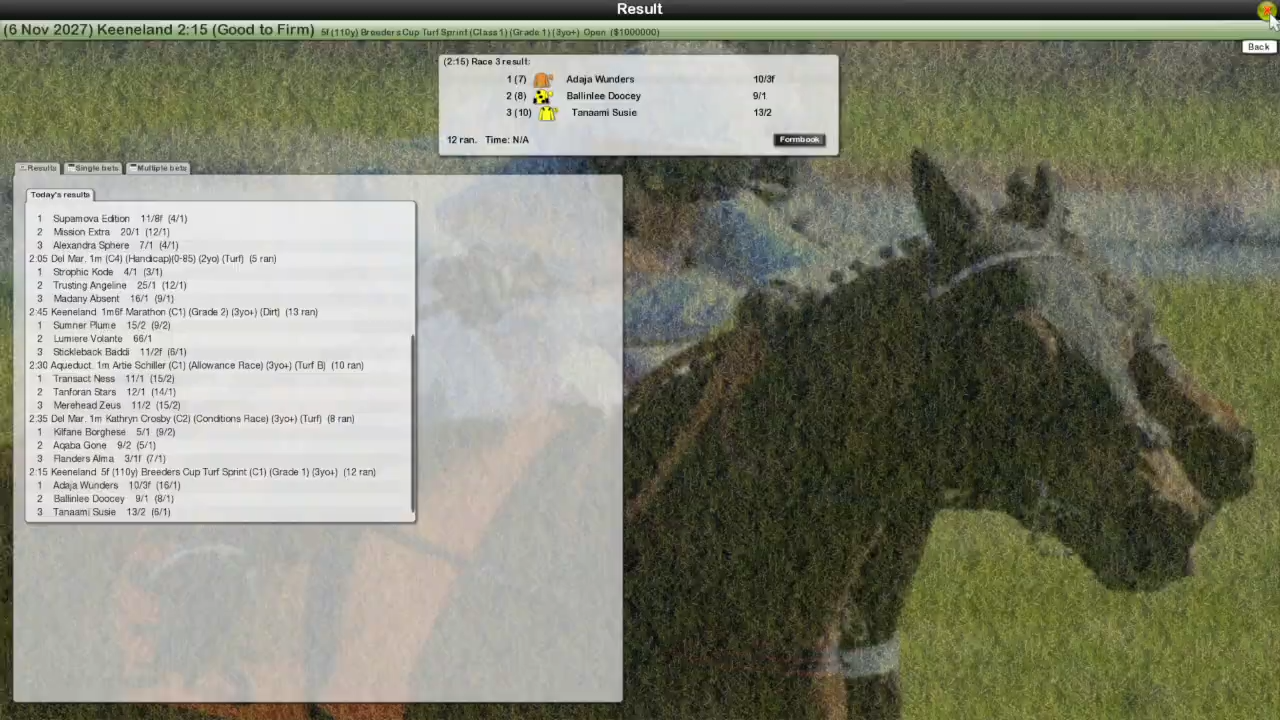 Result
(6 Nov 2027) Keeneland 2:15 (Good to Firm) 5f (110y) Breeders Cup Turf Sprint (Class 1) (Grade 1) (3yo+) Open ($1000000)
Back
(2:15) Race 3 result:
1 (7) Adaja Wunders 10/3f
2 (8) Ballinlee Doocey 9/1
3 (10) Tanaami Susie 13/2
12 ran. Time: N/A
Formbook
Results Single bets Multiple bets
Today's results
1 Supamova Edition 11/8f (4/1)
2 Mission Extra 20/1 (12/1)
3 Alexandra Sphere 7/1 (4/1)
2:05 Del Mar. 1m (C4) (Handicap)(0-85) (2yo) (Turf) (5 ran)
1 Strophic Kode 4/1 (3/1)
2 Trusting Angeline 25/1 (12/1)
3 Madany Absent 16/1 (9/1)
2:45 Keeneland. 1m6f Marathon (C1) (Grade 2) (3yo+) (Dirt) (13 ran)
1 Sumner Plume 15/2 (9/2)
2 Lumiere Volante 66/1
3 Stickleback Baddi 11/2f (6/1)
2:30 Aqueduct. 1m Artie Schiller (C1) (Allowance Race) (3yo+) (Turf B) (10 ran)
1 Transact Ness 11/1 (15/2)
2 Tanforan Stars 12/1 (14/1)
3 Merehead Zeus 11/2 (15/2)
2:35 Del Mar. 1m Kathryn Crosby (C2) (Conditions Race) (3yo+) (Turf) (8 ran)
1 Kilfane Borghese 5/1 (9/2)
2 Aqaba Gone 9/2 (5/1)
3 Flanders Alma 3/1f (7/1)
2:15 Keeneland. 5f (110y) Breeders Cup Turf Sprint (C1) (Grade 1) (3yo+) (12 ran)
1 Adaja Wunders 10/3f (16/1)
2 Ballinlee Doocey 9/1 (8/1)
3 Tanaami Susie 13/2 (6/1)